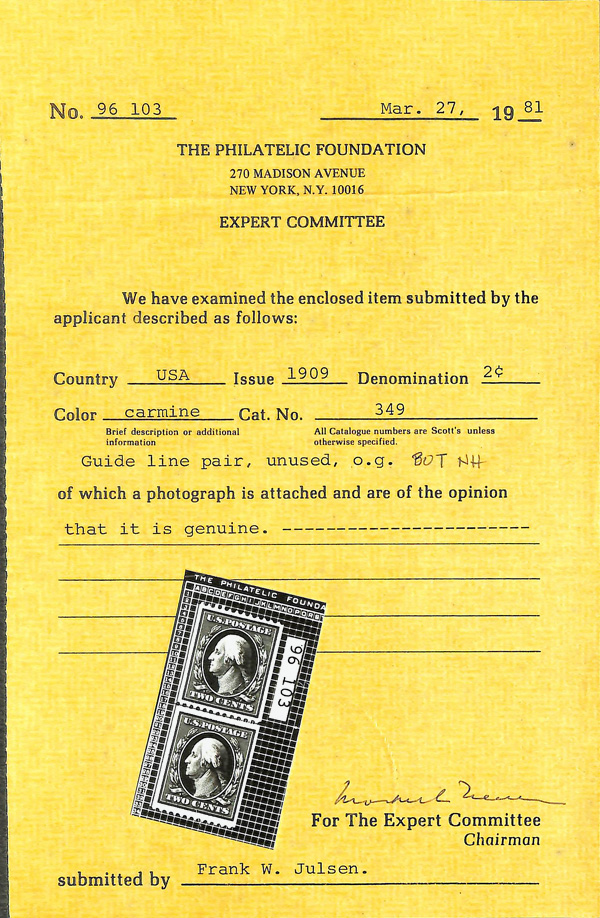 No. 96 103 Mar. 27, 19 81
THE PHILATELIC FOUNDATION
270 MADISON AVENUE
NEW YORK, N.Y. 10016
EXPERT COMMITTEE
We have examined the enclosed item submitted by the
applicant described as follows:
Country USA Issue 1909 Denomination 2¢
Color carmine Cat. No. 349
Brief description or additional
information
All Catalogue numbers are Scott's unless
otherwise specified.
Guide line pair, unused, o.g. BOT NH
of which a photograph is attached and are of the opinion
that it is genuine. -----------------------
THE PHILATELIC FOUNDA
ABCDEFGHIJKLMNOPQRS
U.S. POSTAGE
TWO CENTS
96 103
U.S. POSTAGE
TWO CENTS
For The Expert Committee
Chairman
submitted by Frank W. Julsen.